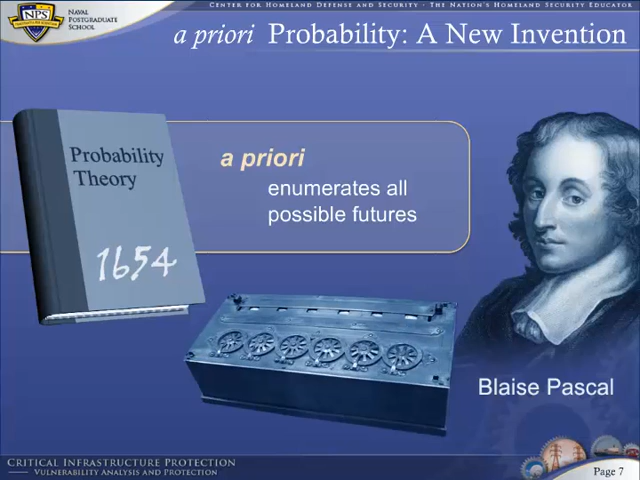 NPS
NAVAL
POSTGRADUATE
SCHOOL
CENTER FOR HOMELAND DEFENSE AND SECURITY - THE NATION'S HOMELAND SECURITY EDUCATOR
a priori Probability: A New Invention
Probability
Theory
1654
a priori
enumerates all
possible futures
Blaise Pascal
CRITICAL INFRASTRUCTURE PROTECTION
VULNERABILITY ANALYSIS AND PROTECTION
Page 7